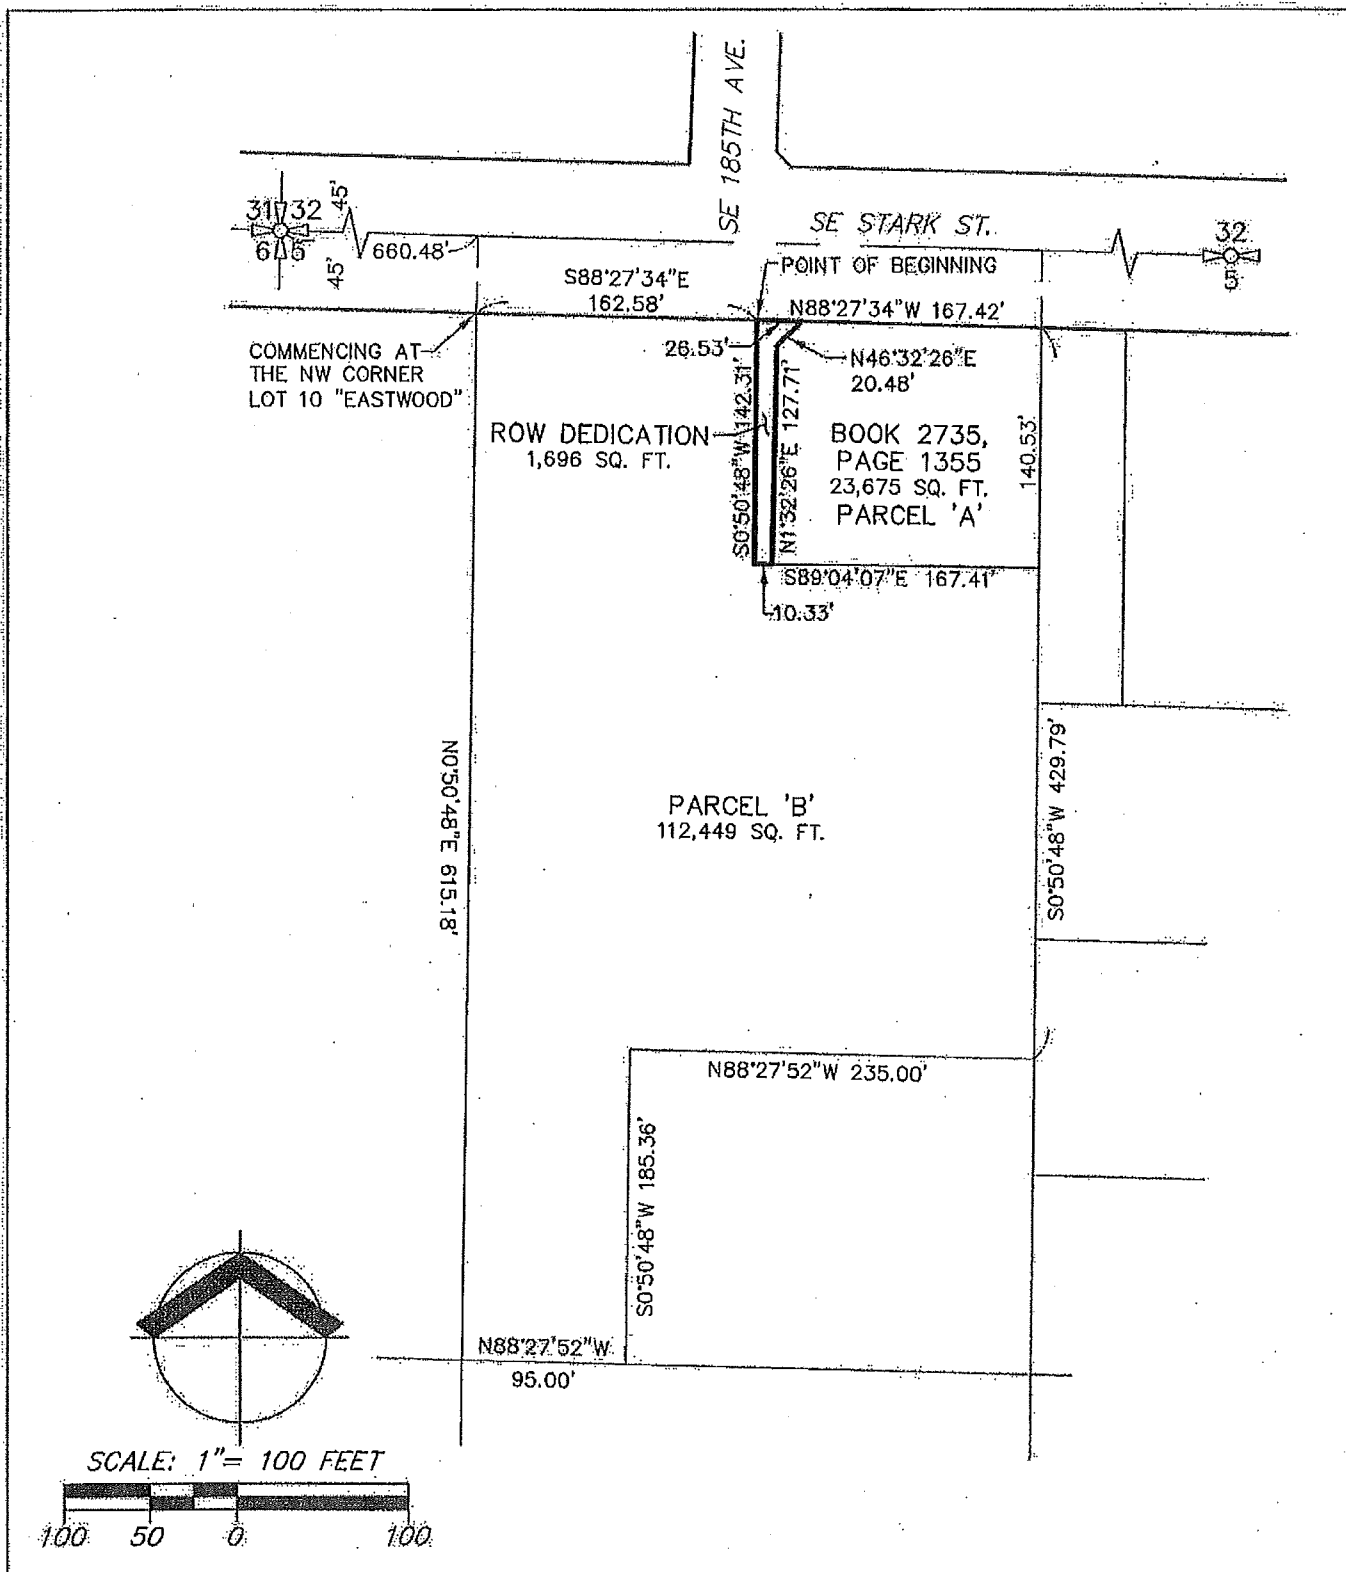 SE 185TH AVE.
31 32
6 5
45'
45'
660.48'
SE STARK ST.
32
5
POINT OF BEGINNING
S88°27'34"E
162.58'
N88°27'34"W 167.42'
COMMENCING AT
THE NW CORNER
LOT 10 "EASTWOOD"
26.53'
N46°32'26"E
20.48'
ROW DEDICATION
1,696 SQ. FT.
S0°50'48"W 142.31'
N1°32'26"E 127.71'
BOOK 2735,
PAGE 1355
23,675 SQ. FT.
PARCEL 'A'
140.53'
S89°04'07"E 167.41'
10.33'
N0°50'48"E 615.18'
PARCEL 'B'
112,449 SQ. FT.
S0°50'48"W 429.79'
N88°27'52"W 235.00'
S0°50'48"W 185.36'
N88°27'52"W
95.00'
SCALE: 1"= 100 FEET
100 50 0 100